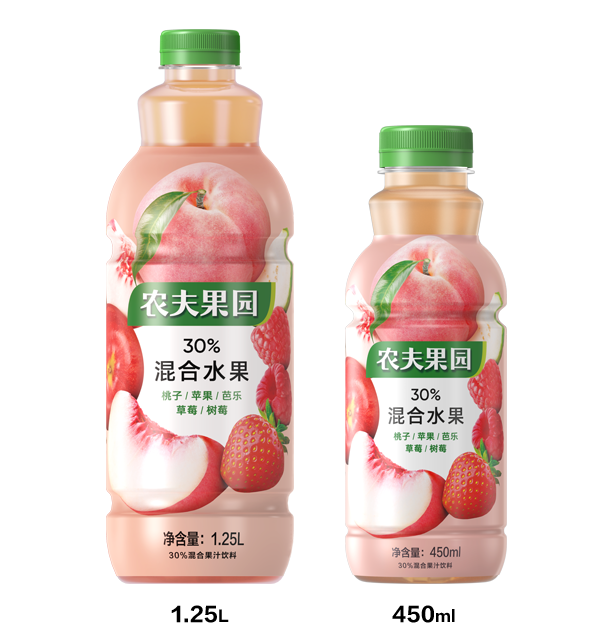 农夫果园
30%
混合水果
桃子 / 苹果 / 芭乐
草莓 / 树莓
净含量：1.25L
30%混合果汁饮料
1.25L
农夫果园
30%
混合水果
桃子 / 苹果 / 芭乐
草莓 / 树莓
净含量：450ml
30%混合果汁饮料
450ml